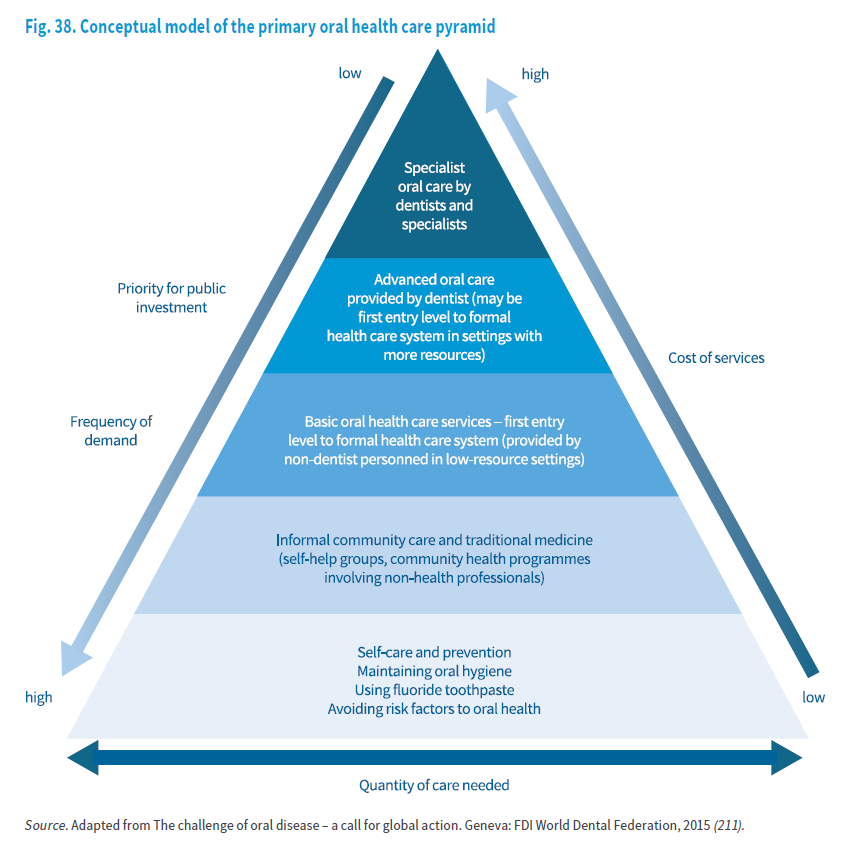 Fig. 38. Conceptual model of the primary oral health care pyramid
low
high
Specialist
oral care by
dentists and
specialists
Advanced oral care
provided by dentist (may be
first entry level to formal
health care system in settings with
more resources)
Priority for public
investment
Cost of services
Frequency of
demand
Basic oral health care services – first entry
level to formal health care system (provided by
non-dentist personned in low-resource settings)
Informal community care and traditional medicine
(self-help groups, community health programmes
involving non-health professionals)
Self-care and prevention
Maintaining oral hygiene
Using fluoride toothpaste
Avoiding risk factors to oral health
high
low
Quantity of care needed
Source. Adapted from The challenge of oral disease – a call for global action. Geneva: FDI World Dental Federation, 2015 (211).